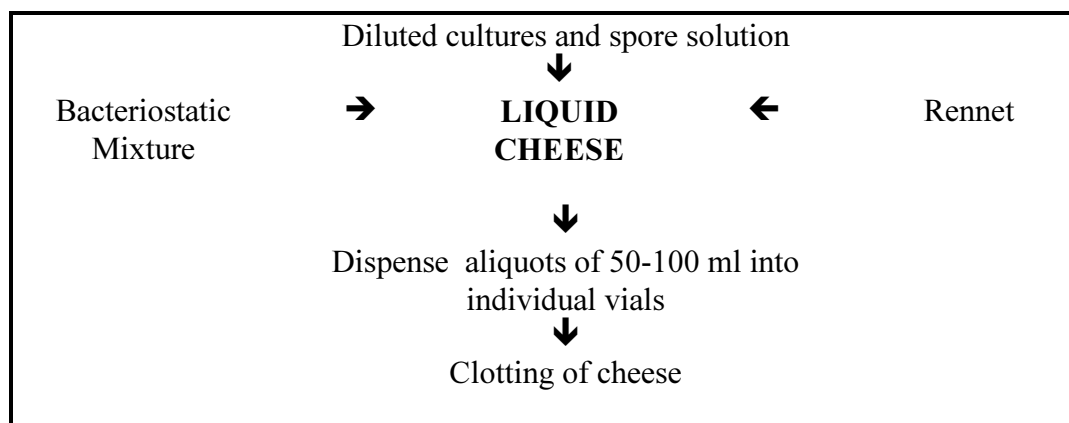 Diluted cultures and spore solution
🡻
Bacteriostatic Mixture 🡺 LIQUID CHEESE 🡸 Rennet
🡻
Dispense aliquots of 50-100 ml into
individual vials
🡻
Clotting of cheese